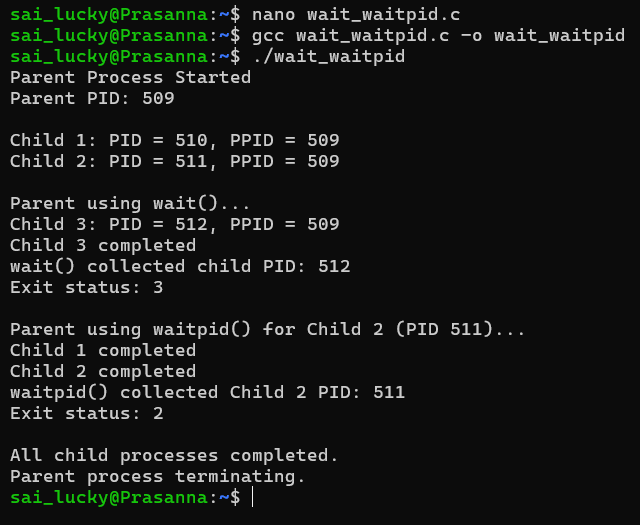 sai_lucky@Prasanna:~$ nano wait_waitpid.c
sai_lucky@Prasanna:~$ gcc wait_waitpid.c -o wait_waitpid
sai_lucky@Prasanna:~$ ./wait_waitpid
Parent Process Started
Parent PID: 509
Child 1: PID = 510, PPID = 509
Child 2: PID = 511, PPID = 509
Parent using wait()...
Child 3: PID = 512, PPID = 509
Child 3 completed
wait() collected child PID: 512
Exit status: 3
Parent using waitpid() for Child 2 (PID 511)...
Child 1 completed
Child 2 completed
waitpid() collected Child 2 PID: 511
Exit status: 2
All child processes completed.
Parent process terminating.
sai_lucky@Prasanna:~$